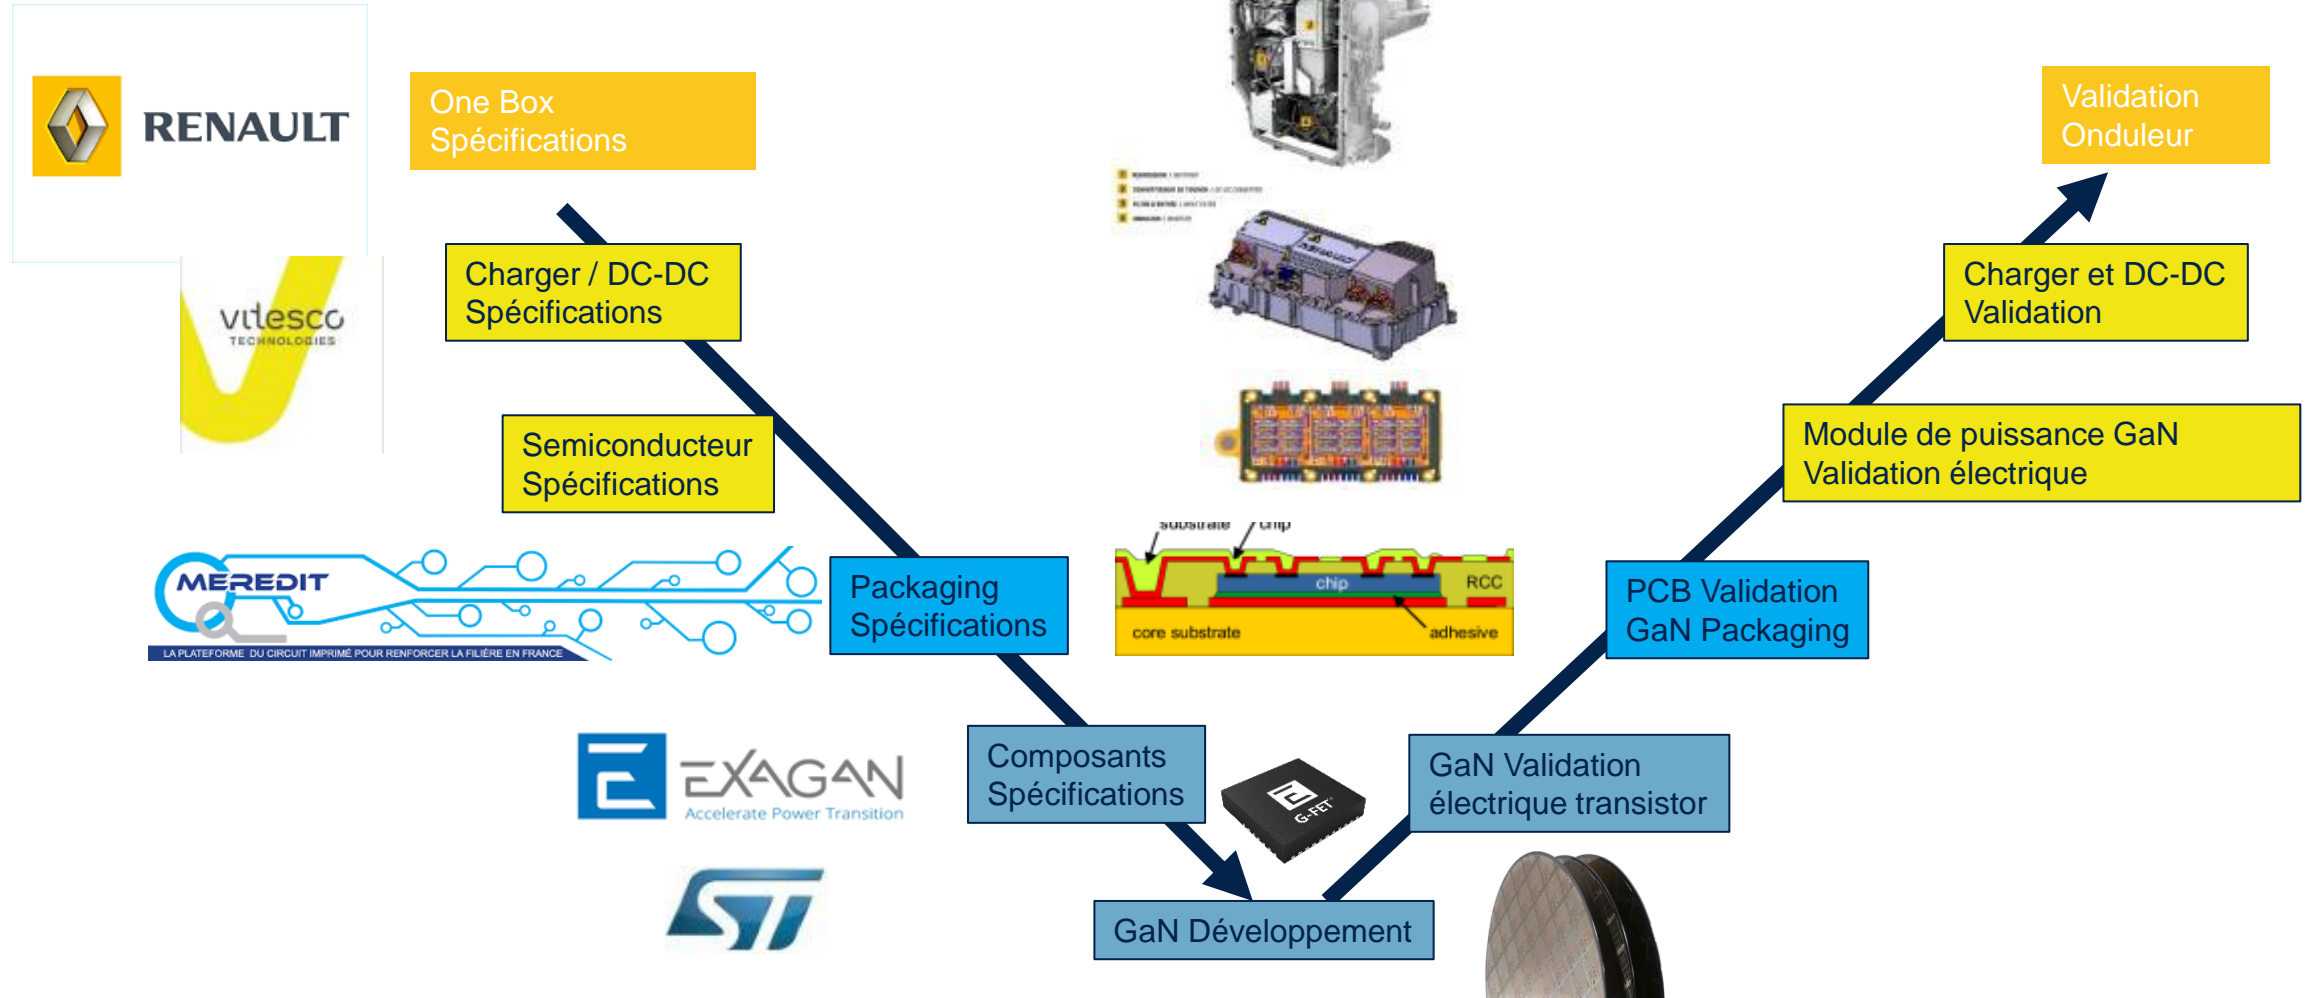 RENAULT
One Box
Spécifications
Validation
Onduleur
vitesco
TECHNOLOGIES
Charger / DC-DC
Spécifications
Charger et DC-DC
Validation
Semiconducteur
Spécifications
Module de puissance GaN
Validation électrique
MEREDIT
LA PLATEFORME DU CIRCUIT IMPRIMÉ POUR RENFORCER LA FILIÈRE EN FRANCE
Packaging
Spécifications
substrate
chip
chip
RCC
core substrate
adhesive
PCB Validation
GaN Packaging
EXAGAN
Accelerate Power Transition
Composants
Spécifications
G-FET
GaN Validation
électrique transistor
ST
GaN Développement